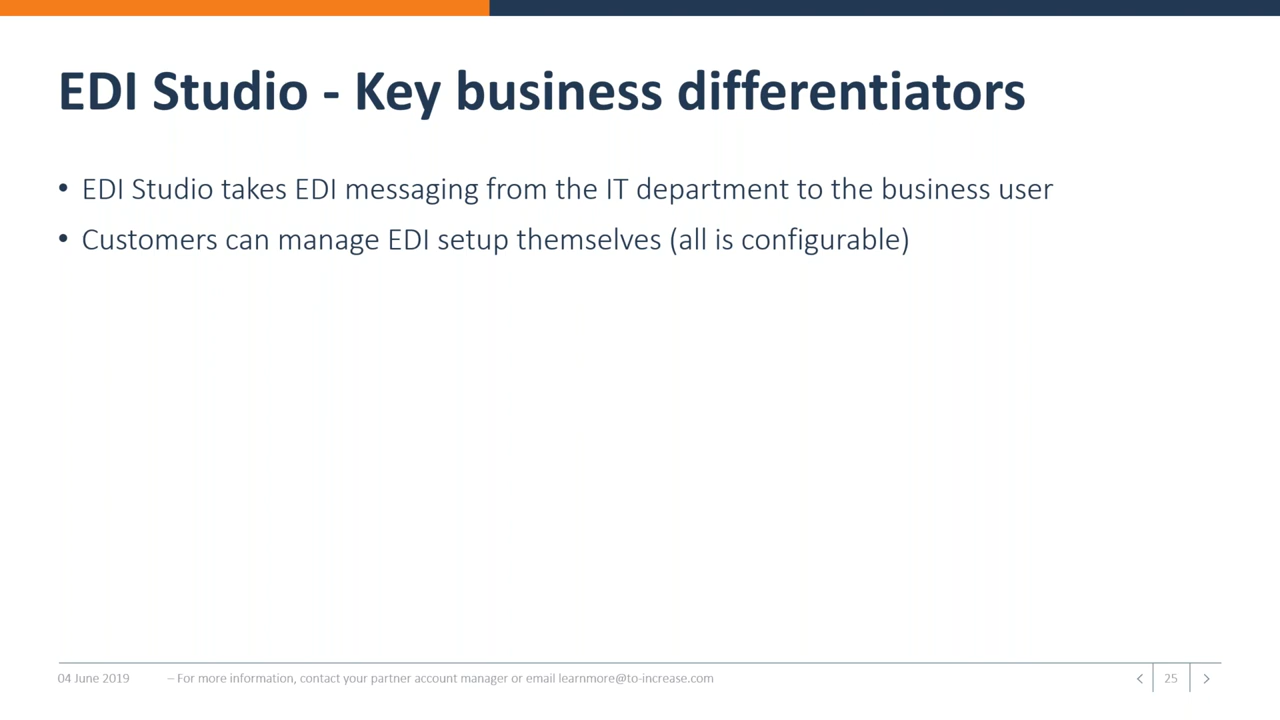 EDI Studio - Key business differentiators
• EDI Studio takes EDI messaging from the IT department to the business user
• Customers can manage EDI setup themselves (all is configurable)
04 June 2019 – For more information, contact your partner account manager or email learnmore@to-increase.com < 25 >